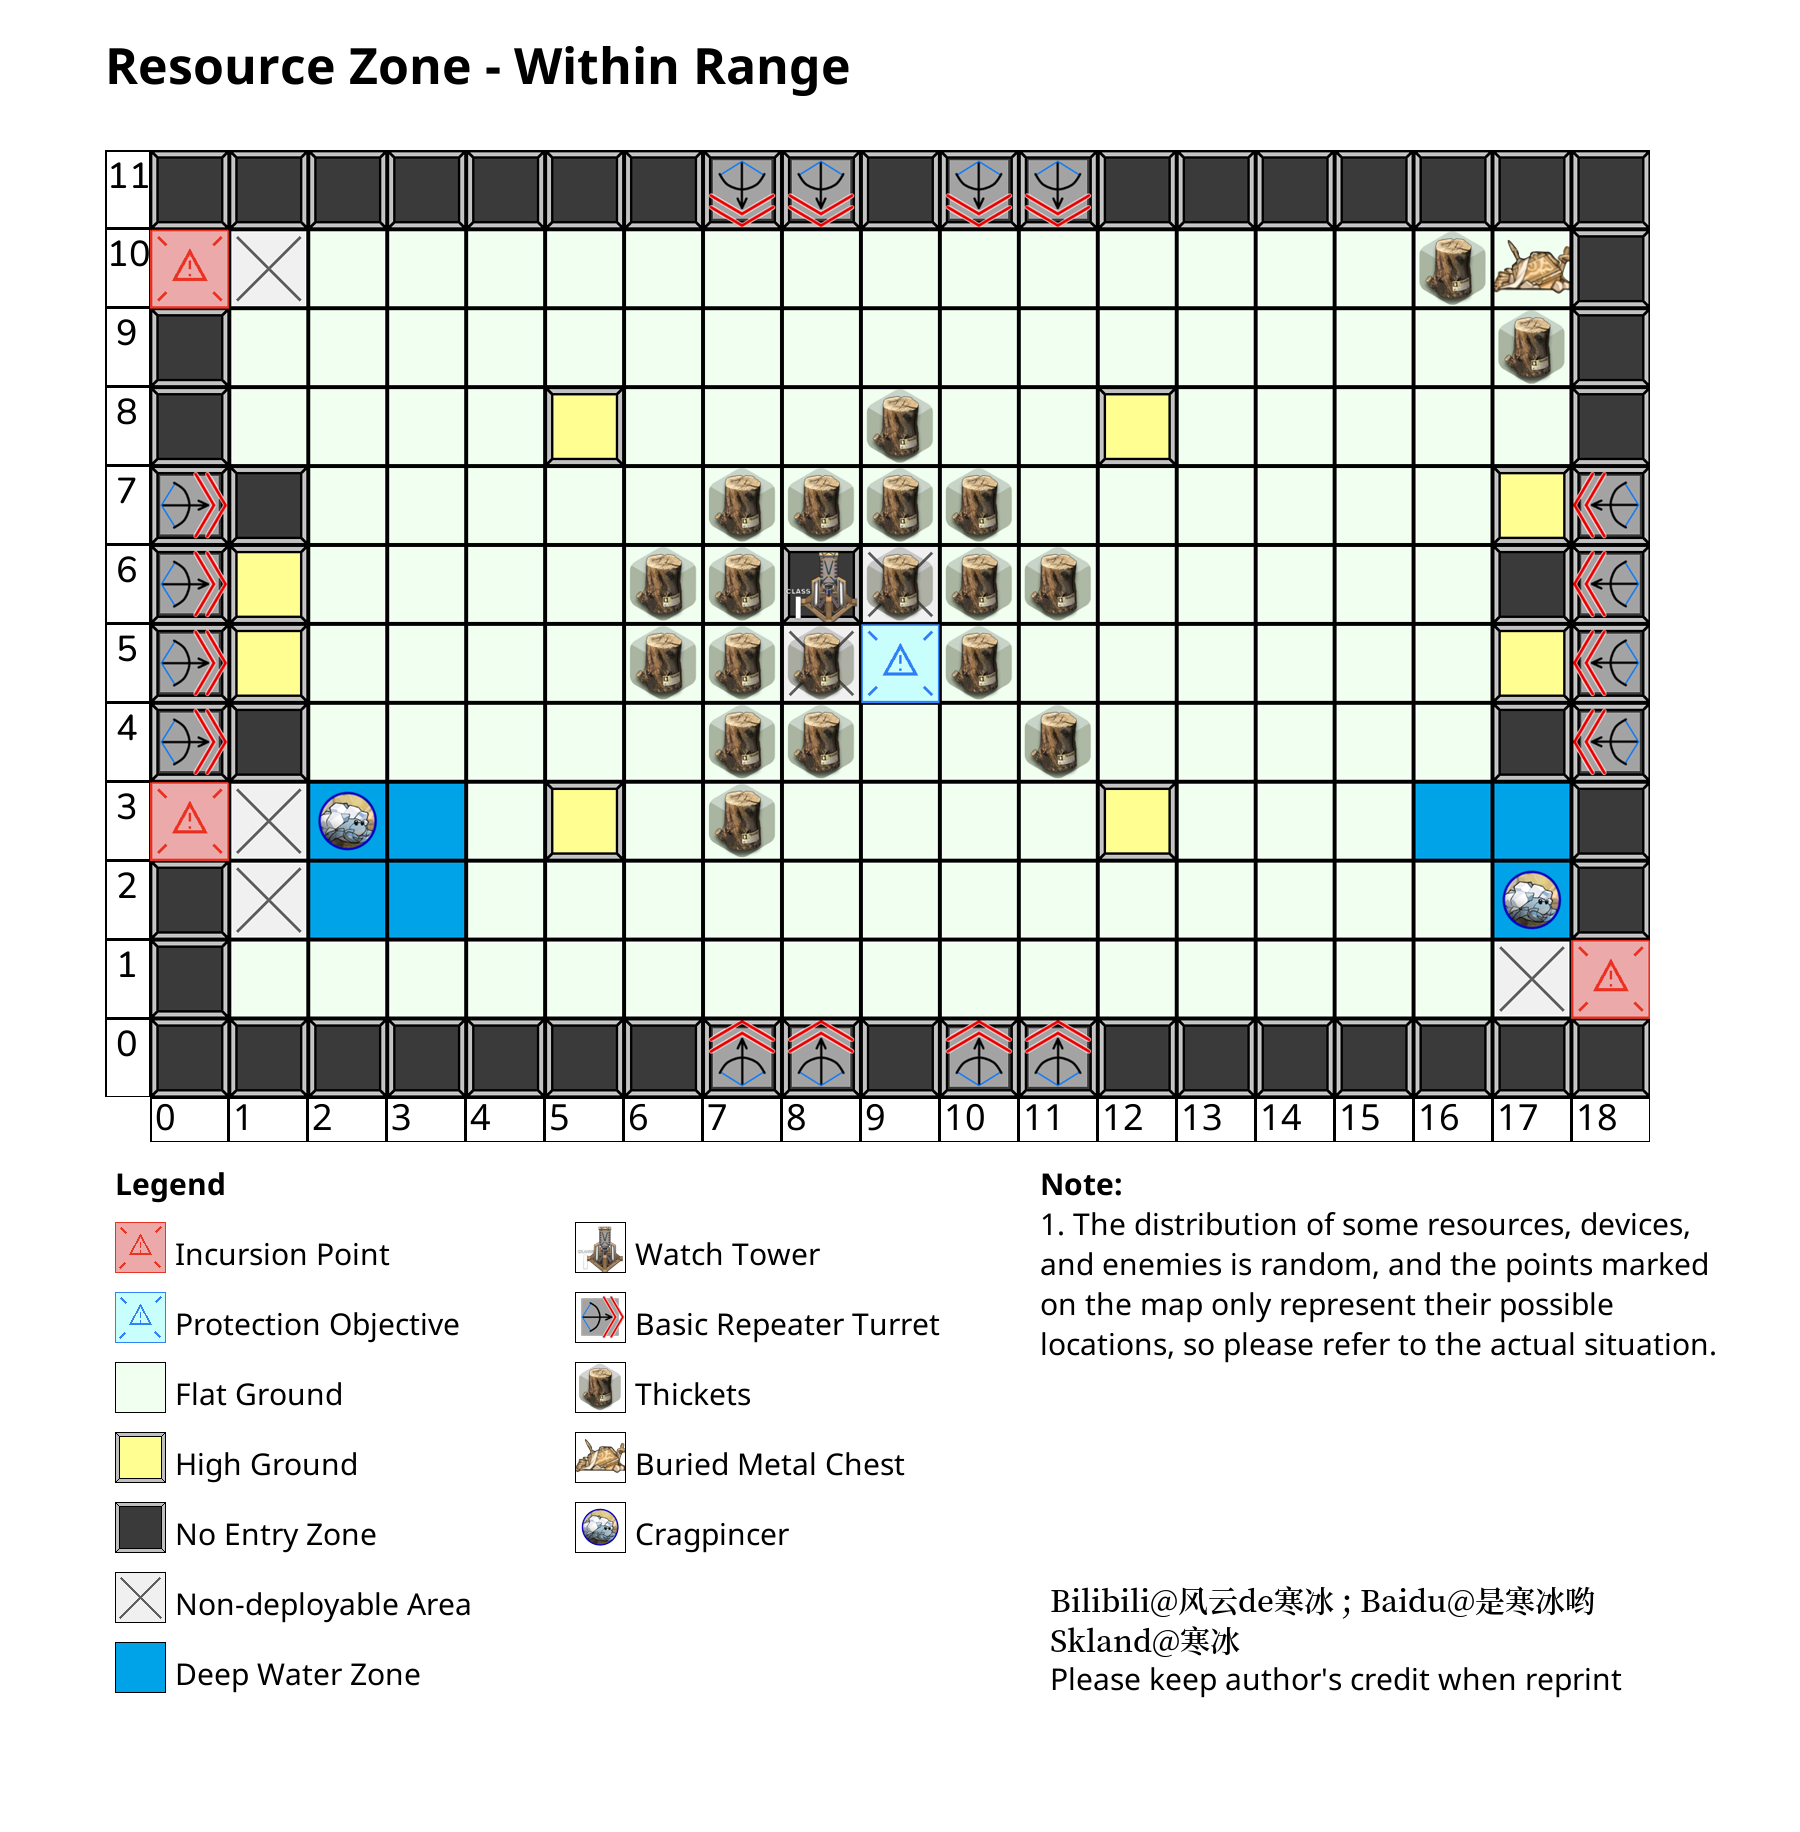 Resource Zone - Within Range
11
10
9
8
7
6
CLASS
5
4
3
2
1
0
0 1 2 3 4 5 6 7 8 9 10 11 12 13 14 15 16 17 18
Legend
Incursion Point
Protection Objective
Flat Ground
High Ground
No Entry Zone
Non-deployable Area
Deep Water Zone
Watch Tower
Basic Repeater Turret
Thickets
Buried Metal Chest
Cragpincer
Note:
1. The distribution of some resources, devices,
and enemies is random, and the points marked
on the map only represent their possible
locations, so please refer to the actual situation.
Bilibili@风云de寒冰 ; Baidu@是寒冰哟
Skland@寒冰
Please keep author's credit when reprint